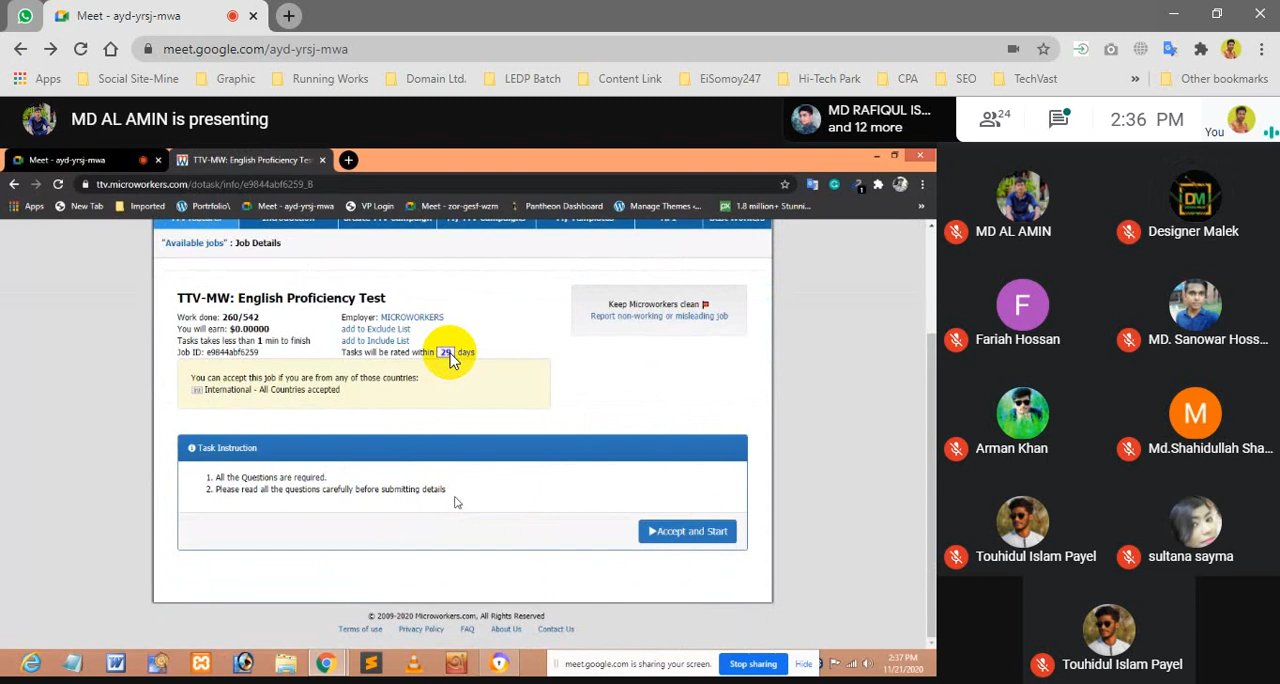 Meet - ayd-yrsj-mwa
meet.google.com/ayd-yrsj-mwa
Apps Social Site-Mine Graphic Running Works Domain Ltd. LEDP Batch Content Link EiSomoy247 Hi-Tech Park CPA SEO TechVast » Other bookmarks
MD AL AMIN is presenting
MD RAFIQUL IS...
and 12 more
24
2:36 PM
You
Meet - ayd-yrsj-mwa TTV-MW: English Proficiency Test
ttv.microworkers.com/dotask/info/e9844abf6259_B
Apps New Tab Imported Portfolio\ Meet – ayd-yrsj-mwa VP Login Meet – zor-gesf-wzm Pantheon Dashboard Manage Themes ‹... 1.8 million+ Stunni... »
"Available jobs" : Job Details
TTV-MW: English Proficiency Test
Work done: 260/542
You will earn: $0.00000
Tasks takes less than 1 min to finish
Job ID: e9844abf6259
Employer: MICROWORKERS
add to Exclude List
add to Include List
Tasks will be rated within 29 days
Keep Microworkers clean
Report non-working or misleading job
You can accept this job if you are from any of those countries:
International - All Countries accepted
Task Instruction
1. All the Questions are required.
2. Please read all the questions carefully before submitting details
Accept and Start
© 2009-2020 Microworkers.com, All Rights Reserved
Terms of use Privacy Policy FAQ About Us Contact Us
meet.google.com is sharing your screen. Stop sharing Hide
2:37 PM
11/21/2020
MD AL AMIN
Designer Malek
DM
F
Fariah Hossan
MD. Sanowar Hoss...
Arman Khan
M
Md.Shahidullah Sha...
Touhidul Islam Payel
sultana sayma
Touhidul Islam Payel